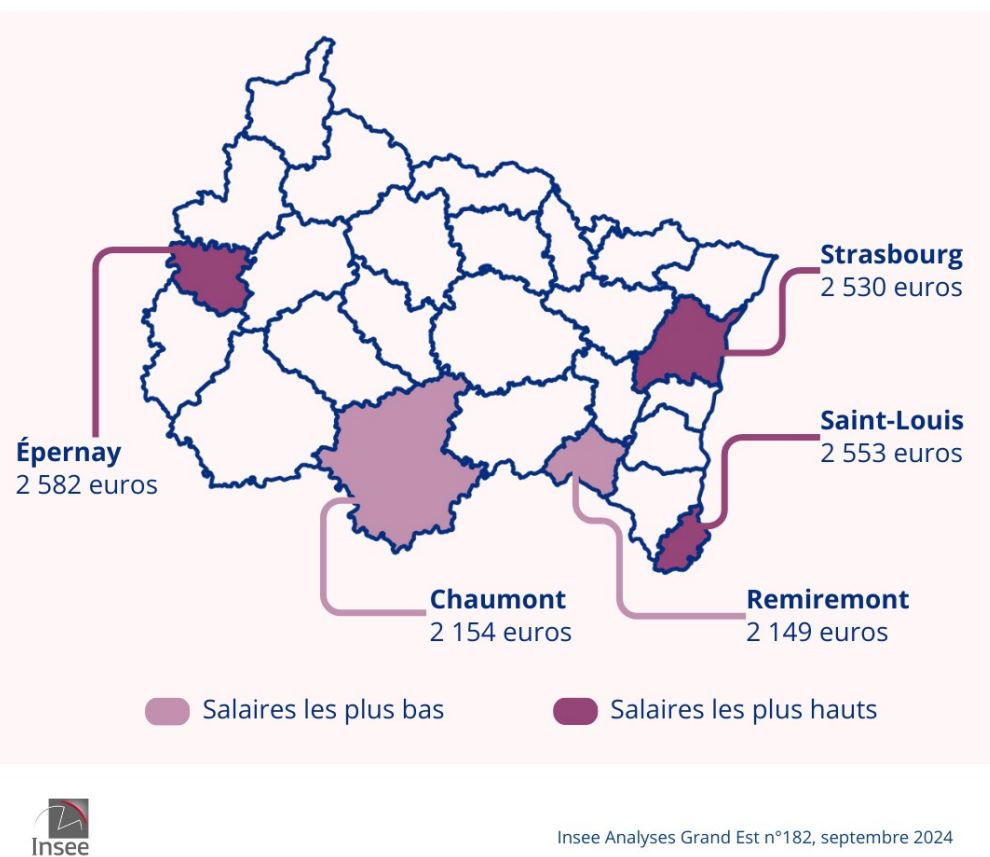 Strasbourg
2 530 euros
Saint-Louis
2 553 euros
Épernay
2 582 euros
Chaumont
2 154 euros
Remiremont
2 149 euros
Salaires les plus bas
Salaires les plus hauts
Insee
Insee Analyses Grand Est n°182, septembre 2024